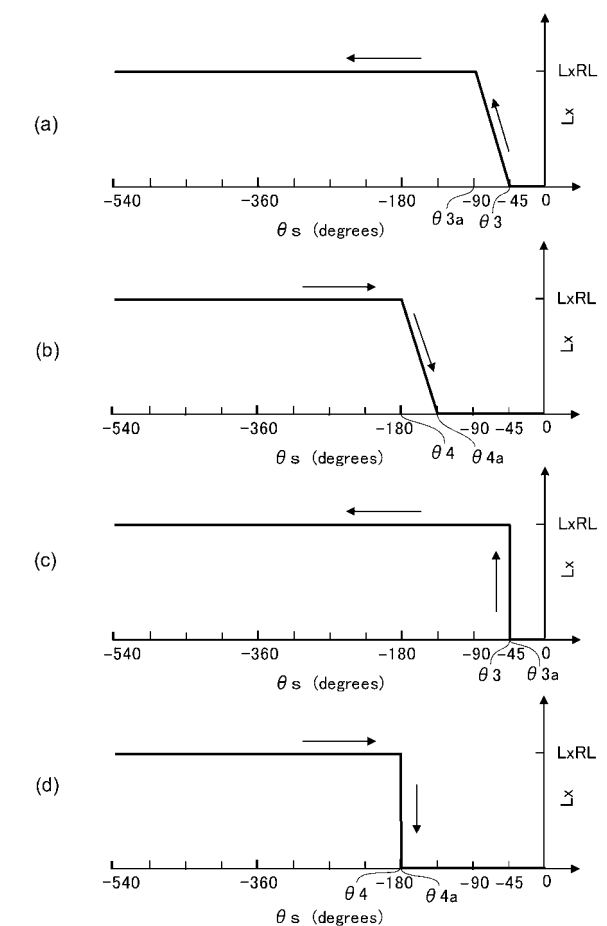 (a)
LxRL
Lx
-540 -360 -180 -90 -45 0
θ3a θ3
θs (degrees)
(b)
LxRL
Lx
-540 -360 -180 -90 -45 0
θ4 θ4a
θs (degrees)
(c)
LxRL
Lx
-540 -360 -180 -90 -45 0
θ3 θ3a
θs (degrees)
(d)
LxRL
Lx
-540 -360 -180 -90 -45 0
θ4 θ4a
θs (degrees)